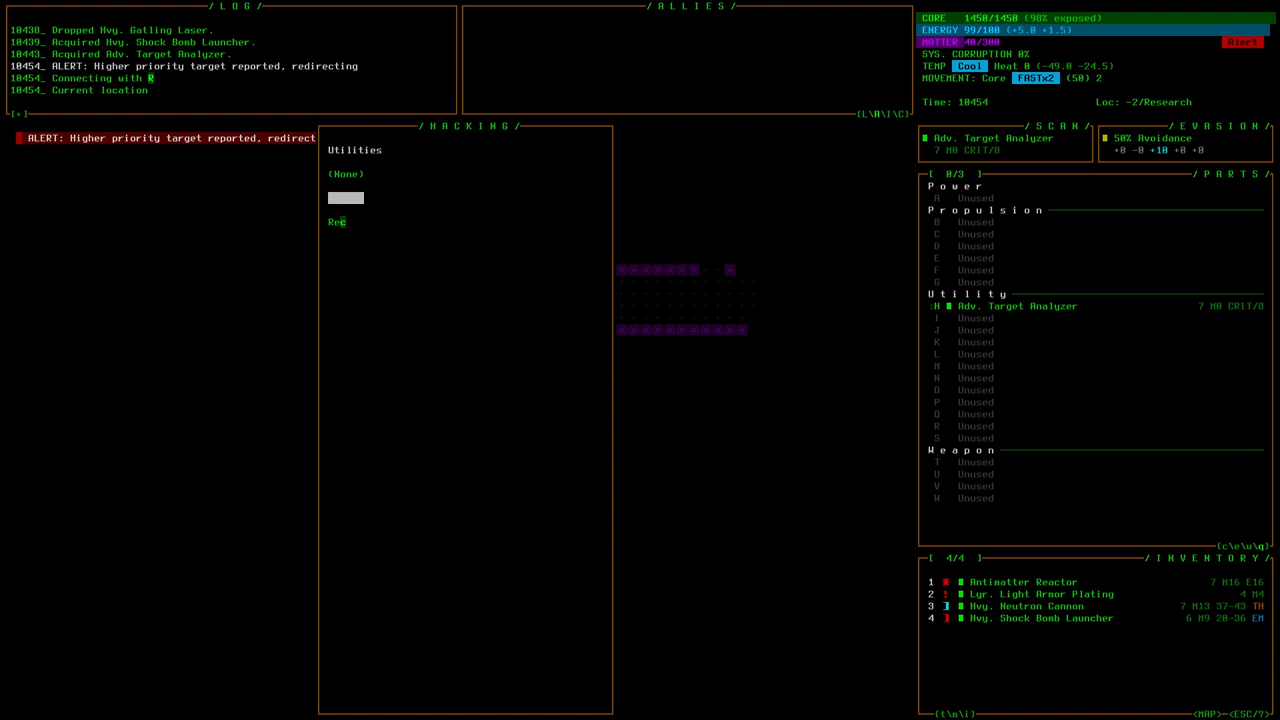 / L O G /
10438_ Dropped Hvy. Gatling Laser.
10439_ Acquired Hvy. Shock Bomb Launcher.
10443_ Acquired Adv. Target Analyzer.
10454_ ALERT: Higher priority target reported, redirecting
10454_ Connecting with R
10454_ Current location
[+]
/ A L L I E S /
(L\A\I\C)
CORE 1450/1450 (98% exposed)
ENERGY 99/100 (+5.0 +1.5)
MATTER 40/300
Alert
SYS. CORRUPTION 0%
TEMP Cool Heat 0 (-49.0 -24.5)
MOVEMENT: Core FASTx2 (50) 2
Time: 10454 Loc: -2/Research
/ S C A N /
Adv. Target Analyzer
7 M0 CRIT/8
/ E V A S I O N /
50% Avoidance
+0 -0 +10 +0 +0
ALERT: Higher priority target reported, redirect
/ H A C K I N G /
Utilities
(None)
Rec
[ 0/3 ] / P A R T S /
P o w e r
A Unused
P r o p u l s i o n
B Unused
C Unused
D Unused
E Unused
F Unused
G Unused
U t i l i t y
:H Adv. Target Analyzer 7 M0 CRIT/8
I Unused
J Unused
K Unused
L Unused
M Unused
N Unused
O Unused
P Unused
Q Unused
R Unused
S Unused
W e a p o n
T Unused
U Unused
V Unused
W Unused
(c\e\w\q)
[ 4/4 ] / I N V E N T O R Y /
1 Antimatter Reactor 7 M16 E16
2 Lyr. Light Armor Plating 4 M4
3 Hvy. Neutron Cannon 7 M13 37-43 TH
4 Hvy. Shock Bomb Launcher 6 M9 20-36 EM
(t\m\i)
<MAP>
<ESC/?>